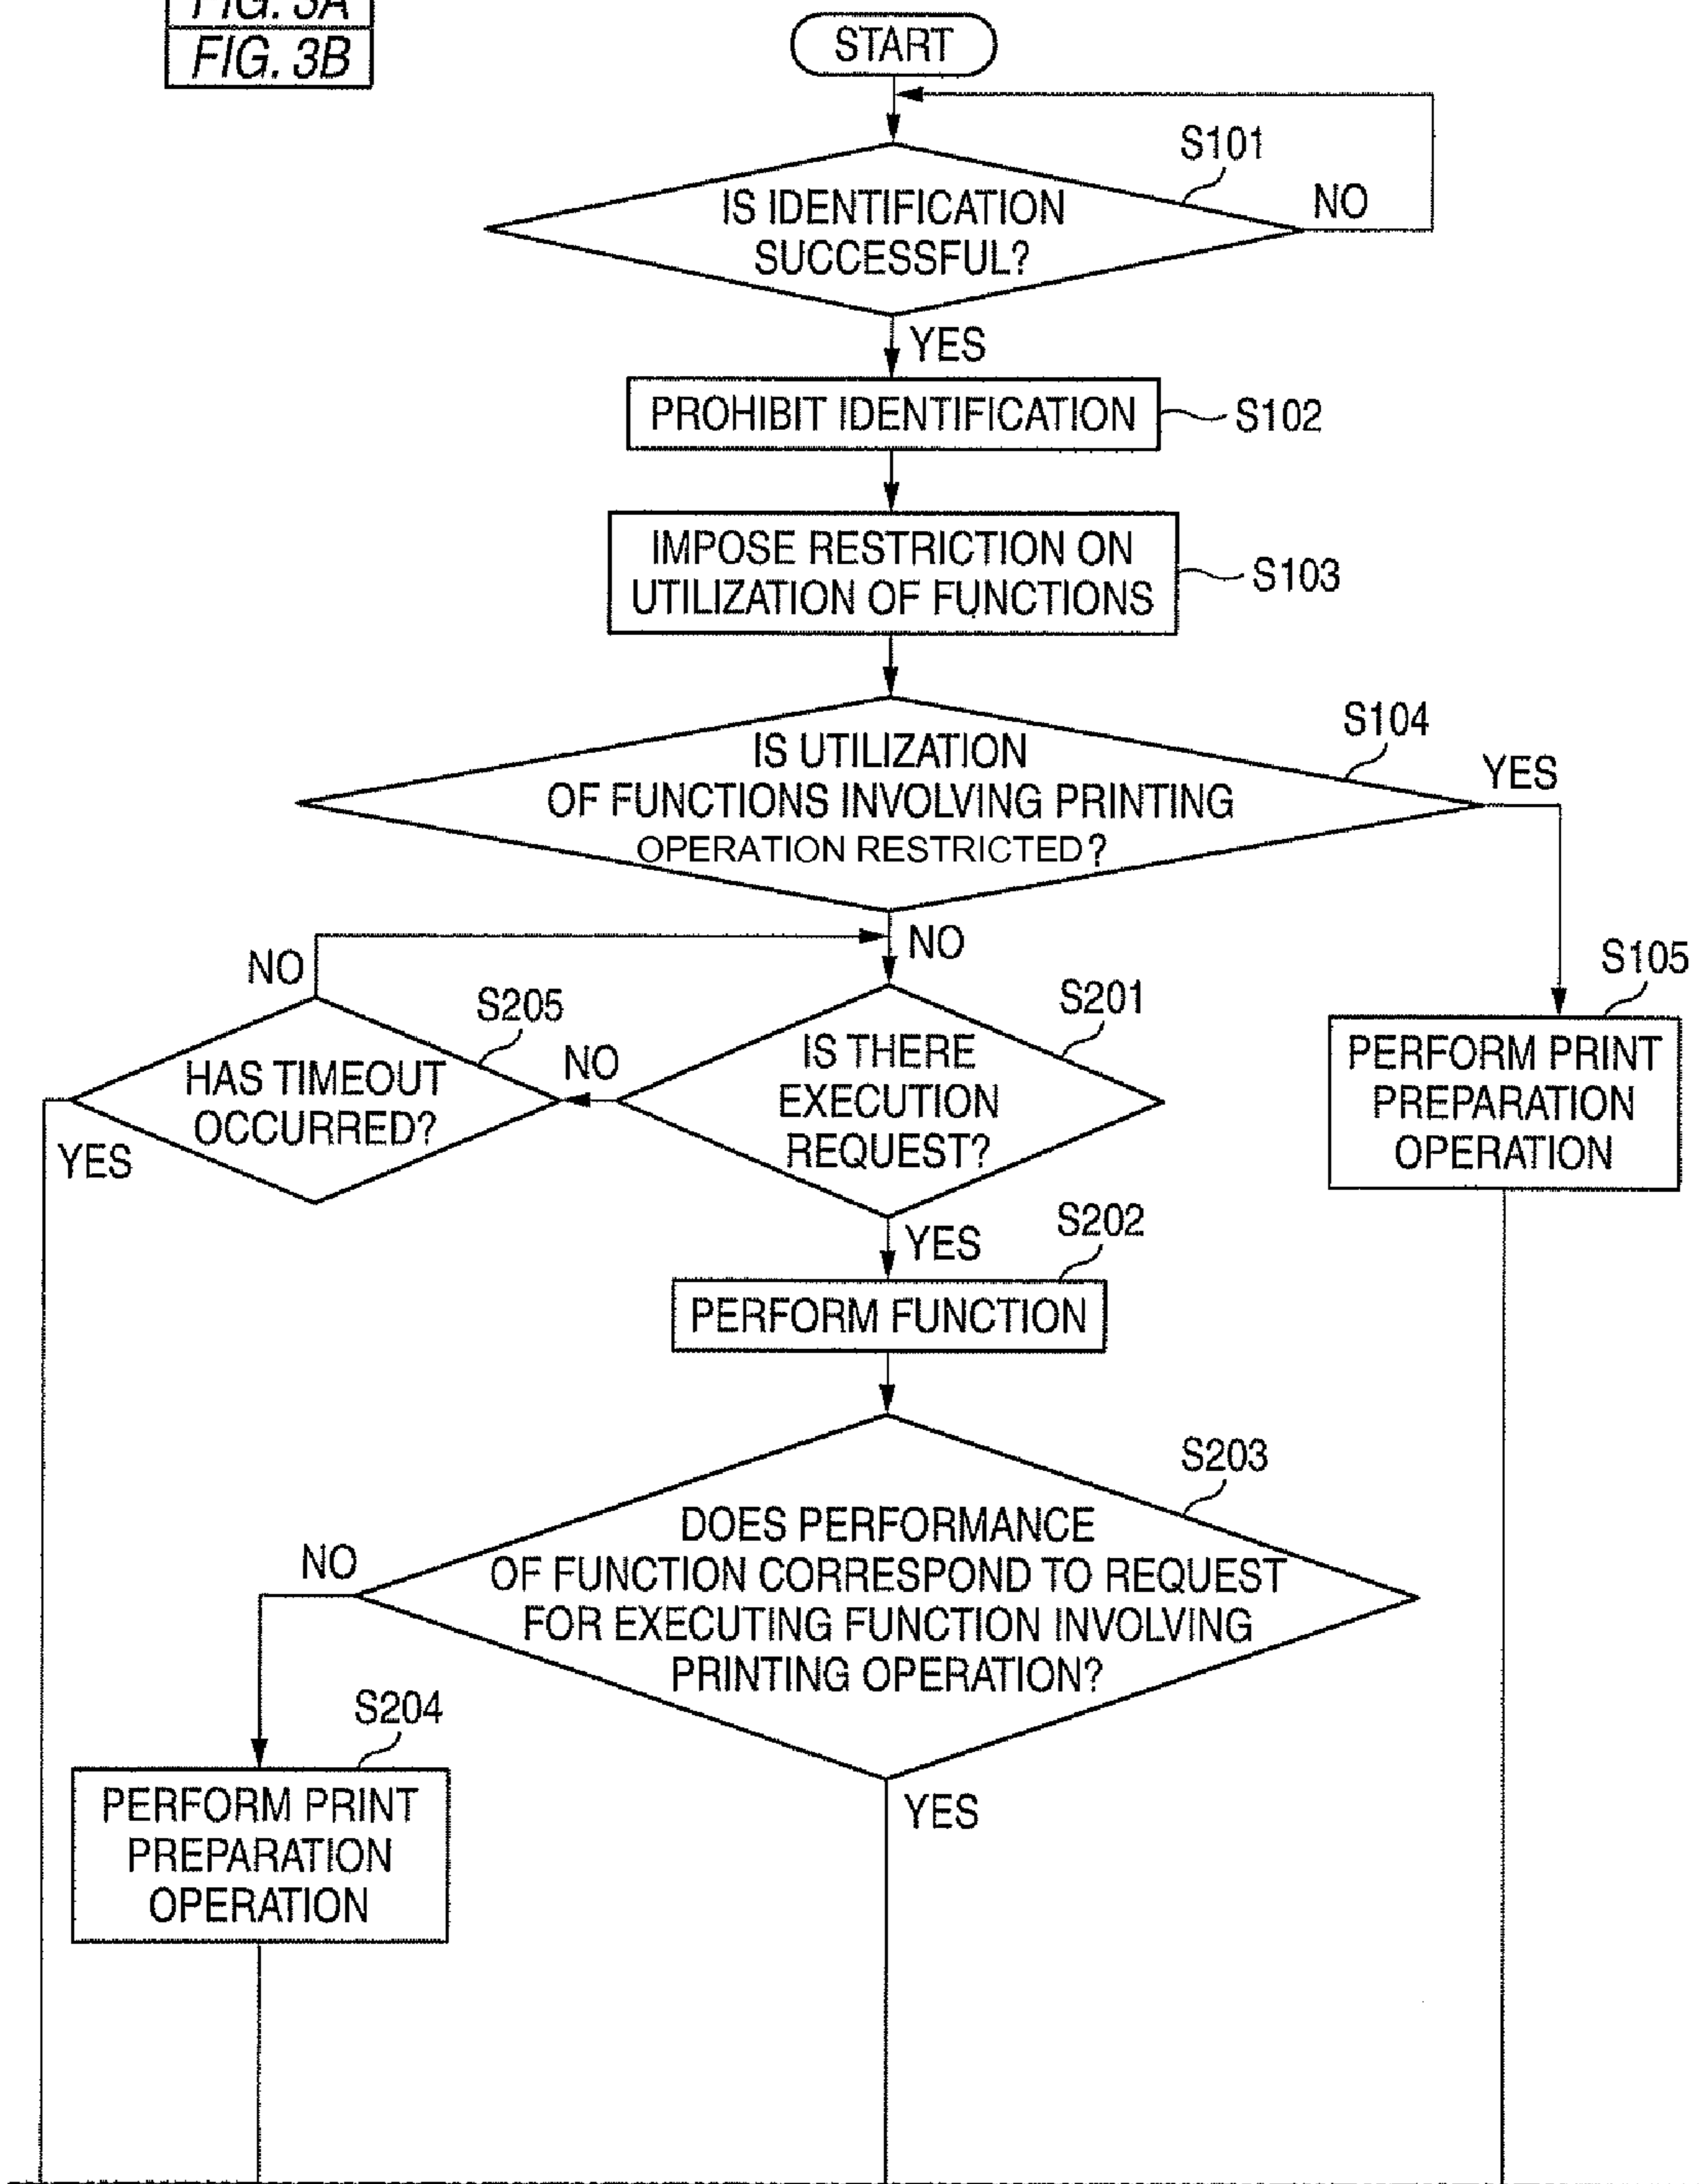 FIG. 3A
FIG. 3B
START
S101
IS IDENTIFICATION
SUCCESSFUL?
NO
YES
PROHIBIT IDENTIFICATION
S102
IMPOSE RESTRICTION ON
UTILIZATION OF FUNCTIONS
S103
S104
IS UTILIZATION
OF FUNCTIONS INVOLVING PRINTING
OPERATION RESTRICTED?
YES
NO
NO
S205
HAS TIMEOUT
OCCURRED?
YES
NO
S201
IS THERE
EXECUTION
REQUEST?
S105
PERFORM PRINT
PREPARATION
OPERATION
YES
S202
PERFORM FUNCTION
S203
DOES PERFORMANCE
OF FUNCTION CORRESPOND TO REQUEST
FOR EXECUTING FUNCTION INVOLVING
PRINTING OPERATION?
NO
S204
PERFORM PRINT
PREPARATION
OPERATION
YES